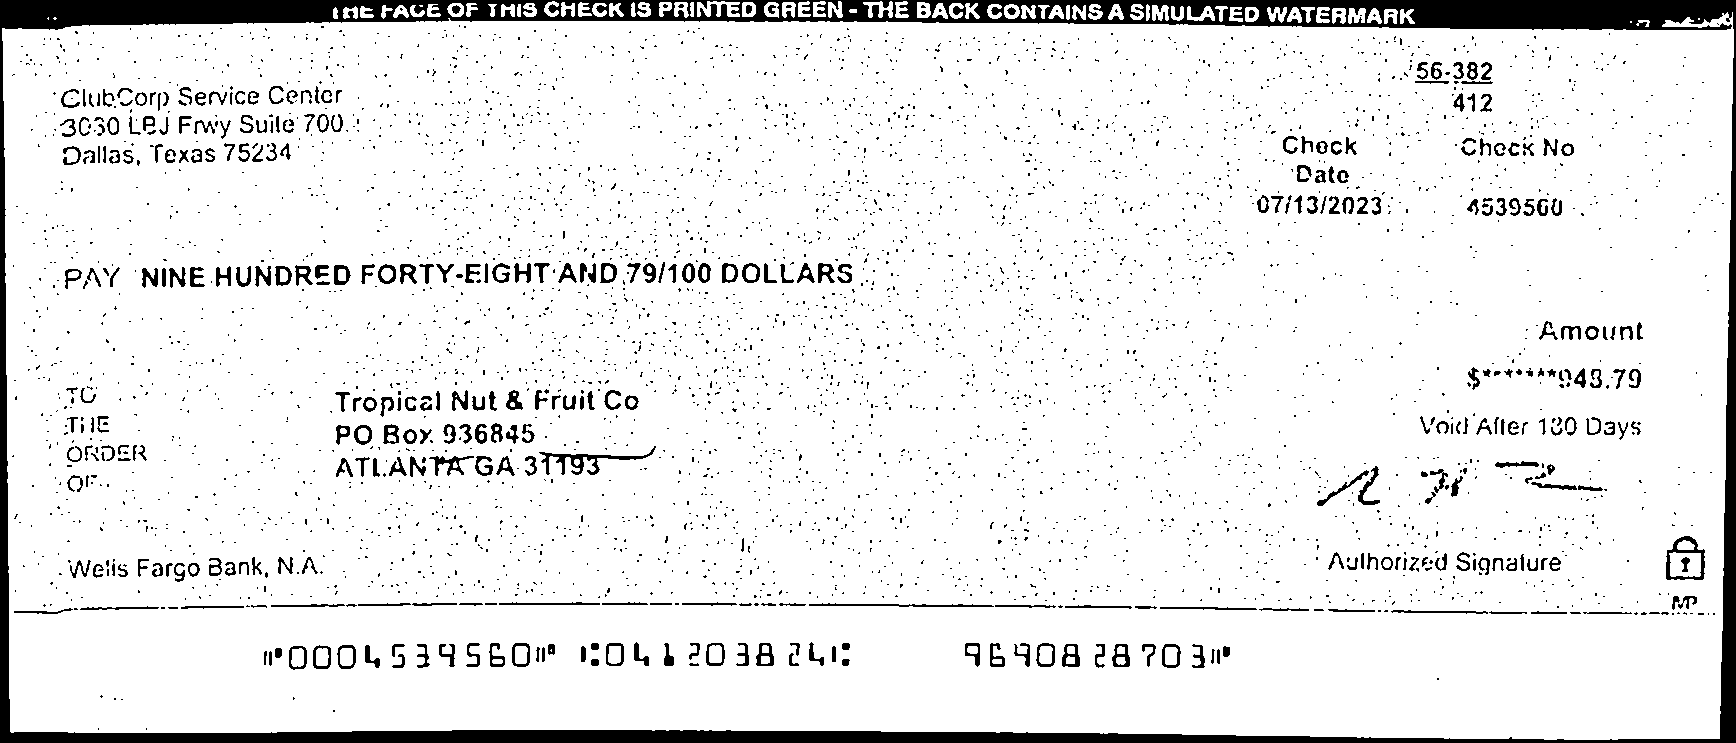 THE FACE OF THIS CHECK IS PRINTED GREEN - THE BACK CONTAINS A SIMULATED WATERMARK
56-382
412
ClubCorp Service Center
3030 LBJ Frwy Suite 700
Dallas, Texas 75234
Check Date
Check No
07/13/2023
4539560
PAY NINE HUNDRED FORTY-EIGHT AND 79/100 DOLLARS
Amount
$*******948.79
TO
THE
ORDER
OF
Tropical Nut & Fruit Co
PO Box 936845
ATLANTA GA 31193
Void After 180 Days
Wells Fargo Bank, N.A.
Authorized Signature
MP
⑈0004539560⑈ ⑆041203824⑆ 9690828703⑈